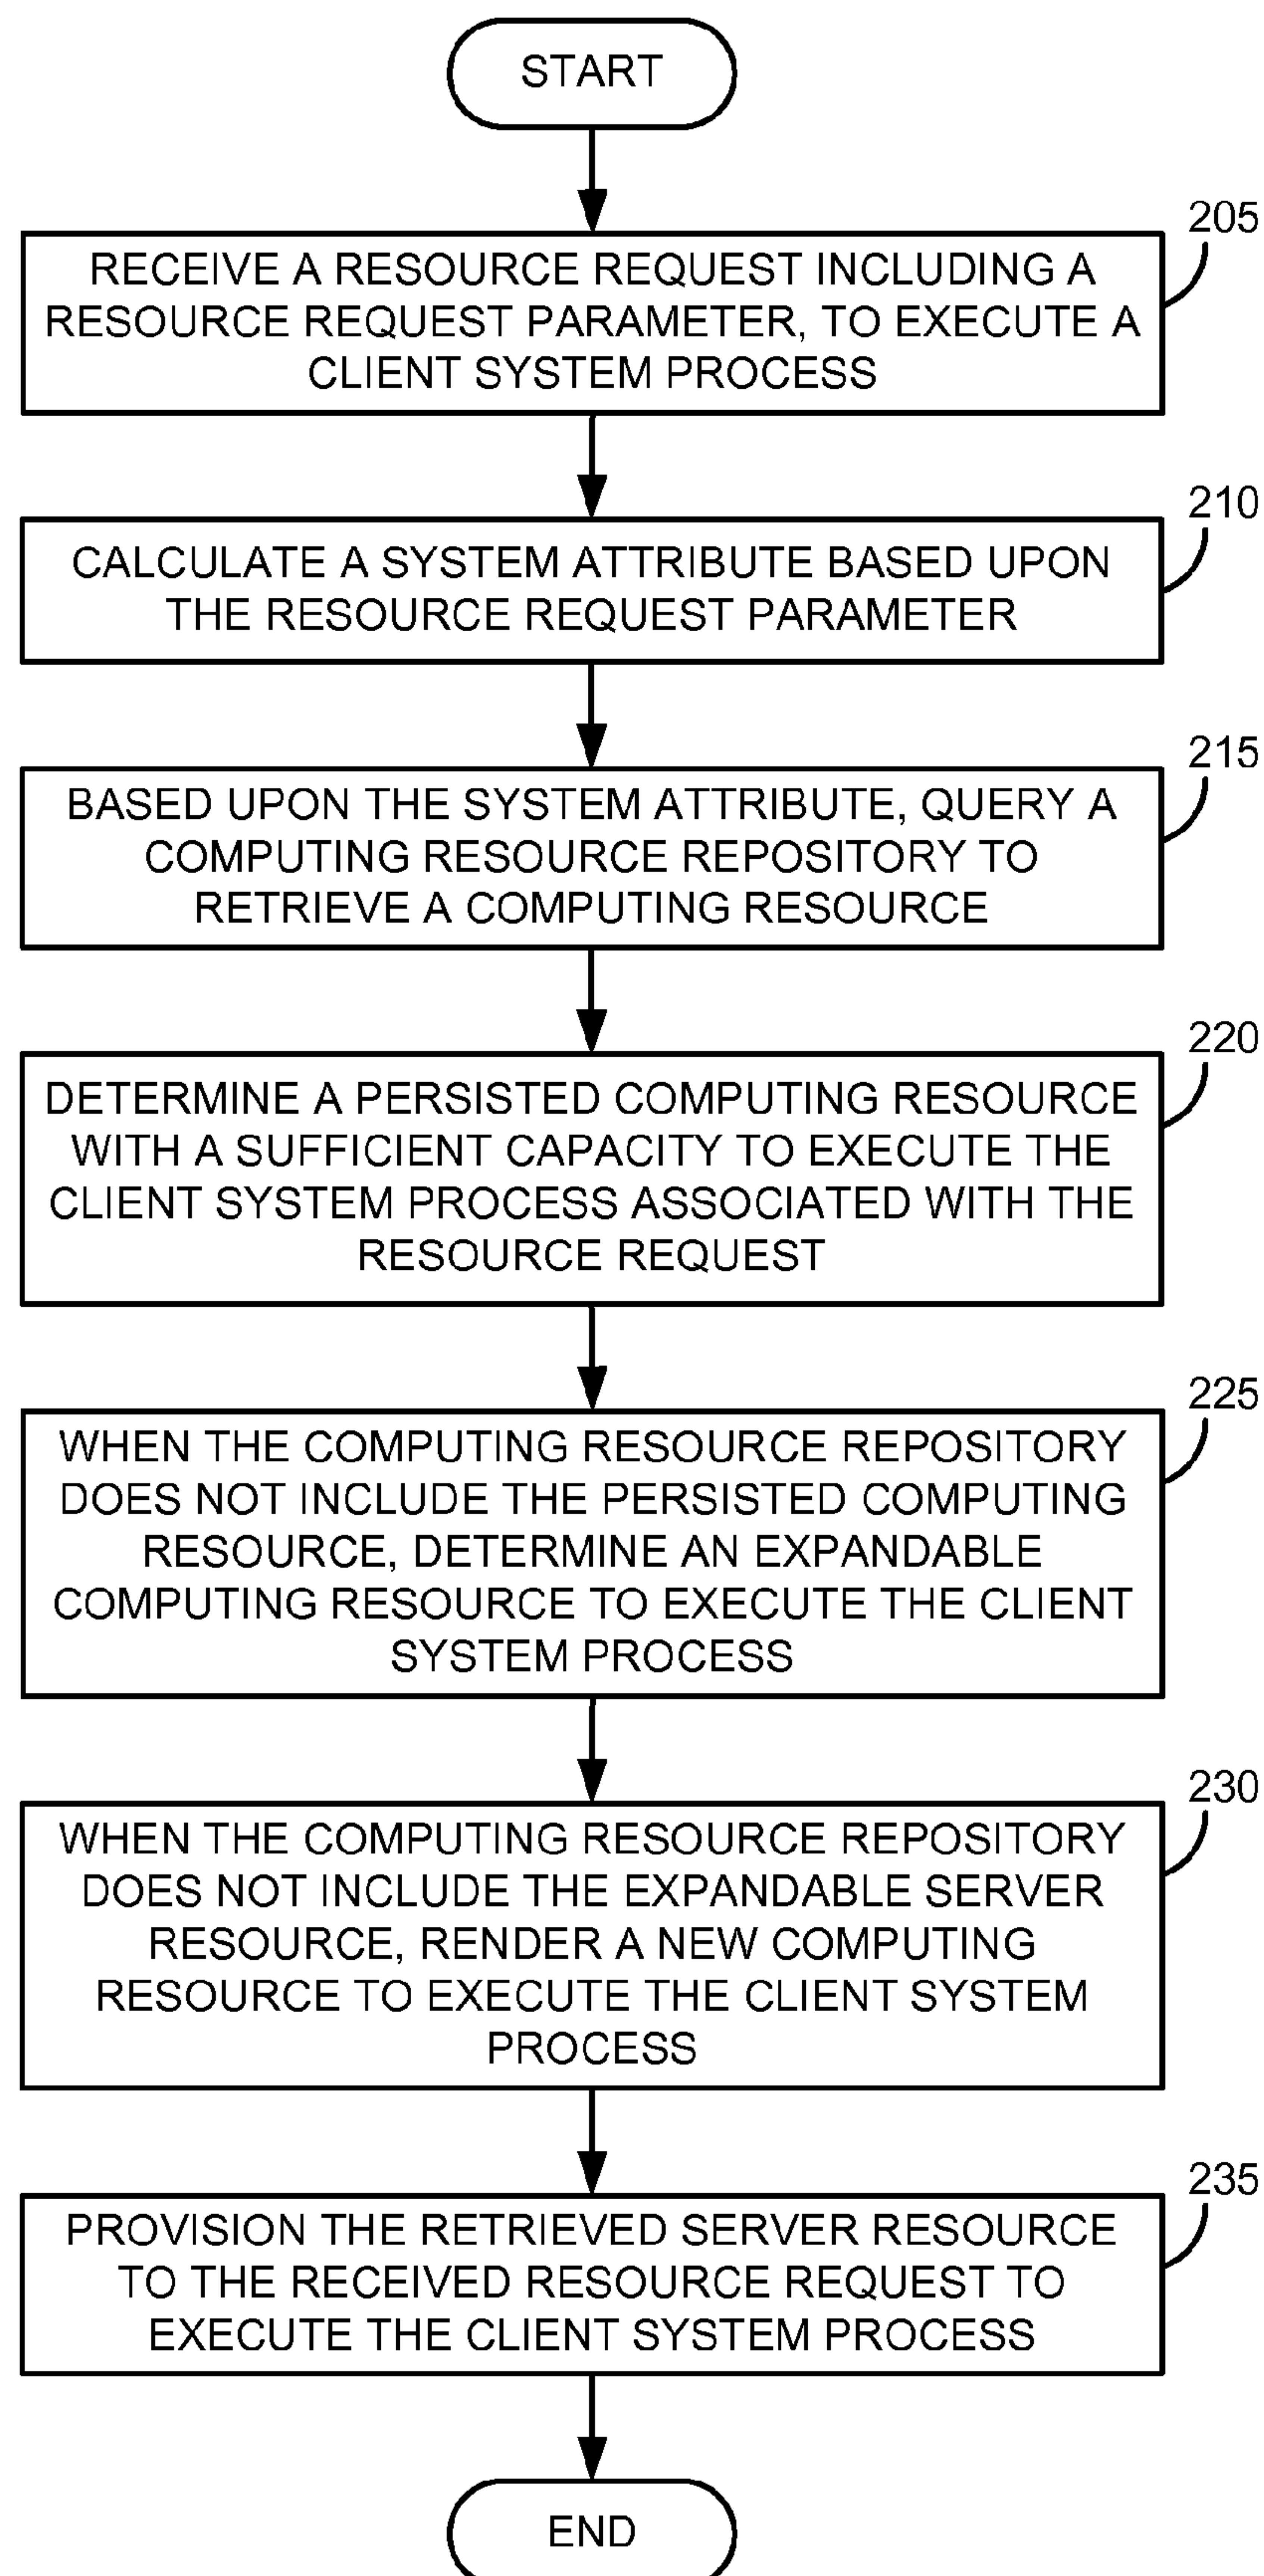 START
205
RECEIVE A RESOURCE REQUEST INCLUDING A
RESOURCE REQUEST PARAMETER, TO EXECUTE A
CLIENT SYSTEM PROCESS
210
CALCULATE A SYSTEM ATTRIBUTE BASED UPON
THE RESOURCE REQUEST PARAMETER
215
BASED UPON THE SYSTEM ATTRIBUTE, QUERY A
COMPUTING RESOURCE REPOSITORY TO
RETRIEVE A COMPUTING RESOURCE
220
DETERMINE A PERSISTED COMPUTING RESOURCE
WITH A SUFFICIENT CAPACITY TO EXECUTE THE
CLIENT SYSTEM PROCESS ASSOCIATED WITH THE
RESOURCE REQUEST
225
WHEN THE COMPUTING RESOURCE REPOSITORY
DOES NOT INCLUDE THE PERSISTED COMPUTING
RESOURCE, DETERMINE AN EXPANDABLE
COMPUTING RESOURCE TO EXECUTE THE CLIENT
SYSTEM PROCESS
230
WHEN THE COMPUTING RESOURCE REPOSITORY
DOES NOT INCLUDE THE EXPANDABLE SERVER
RESOURCE, RENDER A NEW COMPUTING
RESOURCE TO EXECUTE THE CLIENT SYSTEM
PROCESS
235
PROVISION THE RETRIEVED SERVER RESOURCE
TO THE RECEIVED RESOURCE REQUEST TO
EXECUTE THE CLIENT SYSTEM PROCESS
END